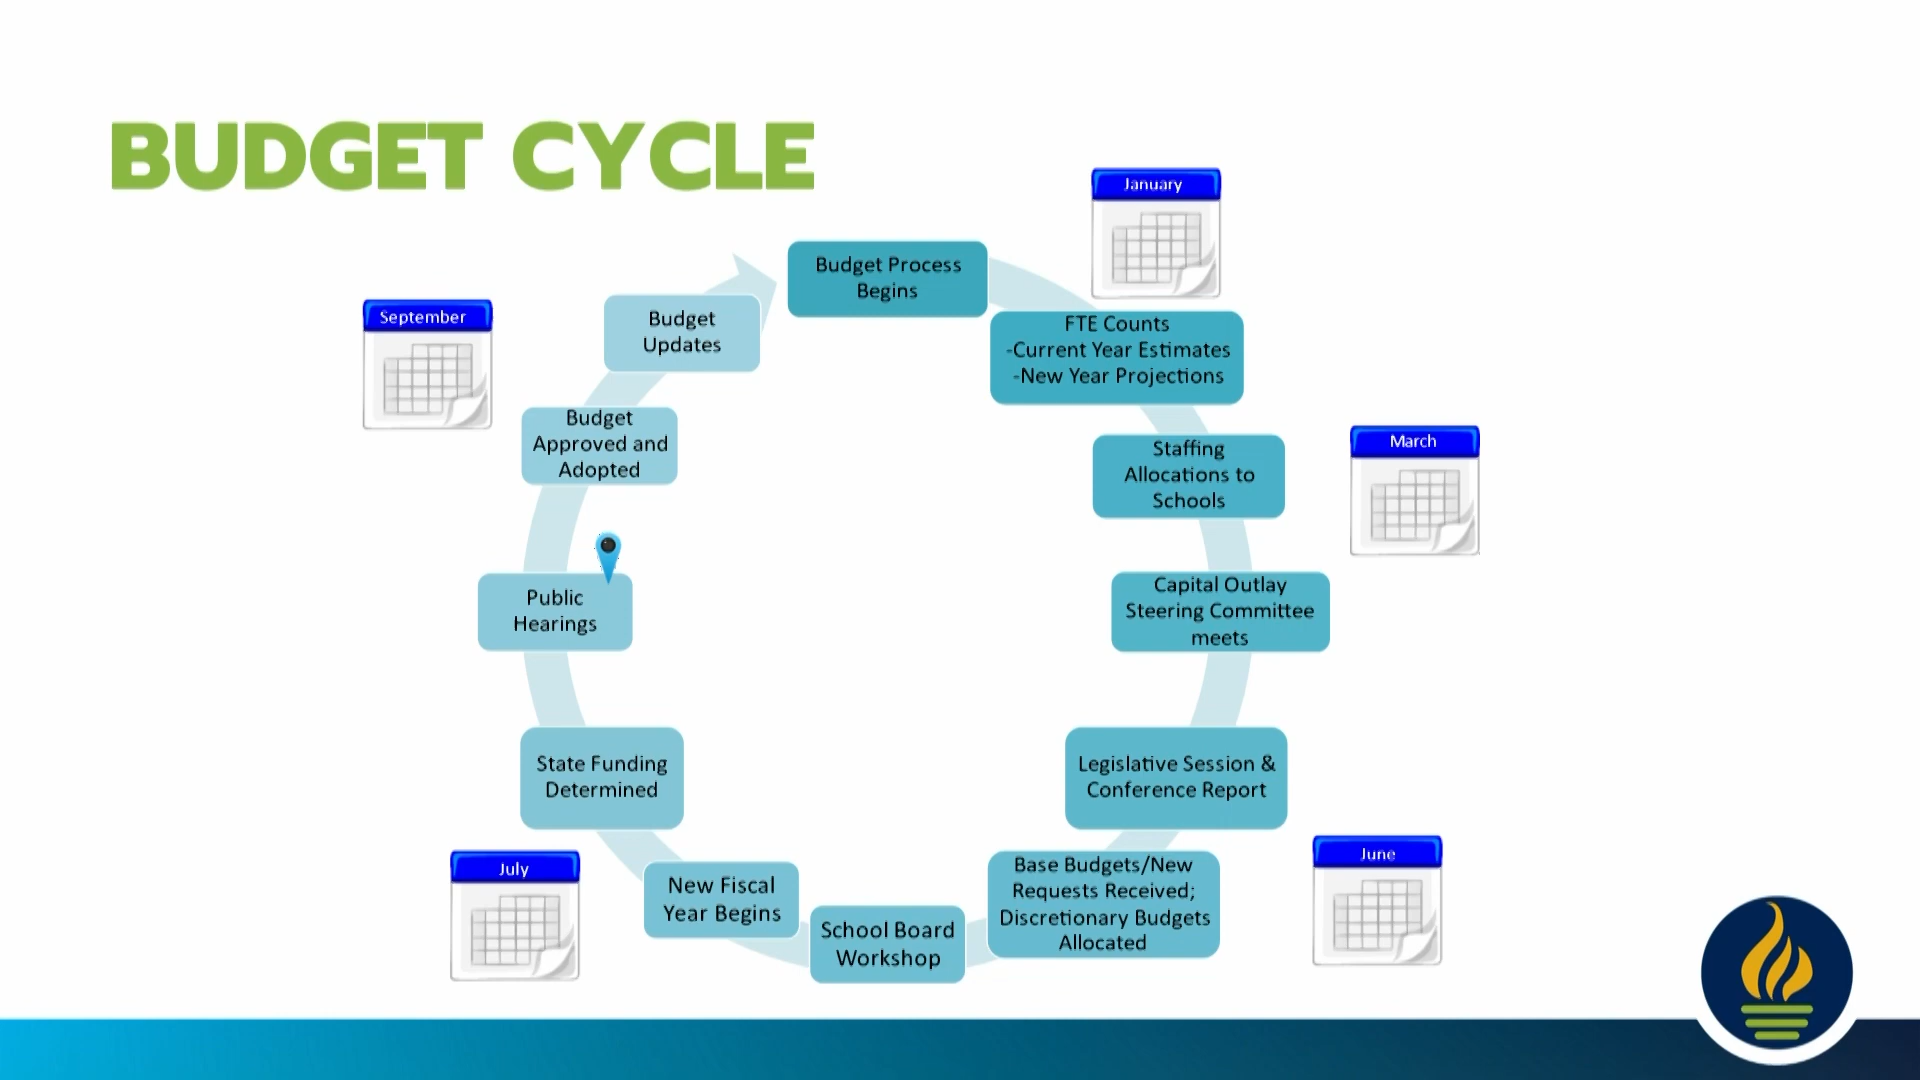 BUDGET CYCLE
January
Budget Process
Begins
FTE Counts
-Current Year Estimates
-New Year Projections
March
Staffing
Allocations to
Schools
Capital Outlay
Steering Committee
meets
Legislative Session &
Conference Report
June
Base Budgets/New
Requests Received;
Discretionary Budgets
Allocated
School Board
Workshop
New Fiscal
Year Begins
July
State Funding
Determined
Public
Hearings
Budget
Approved and
Adopted
September
Budget
Updates